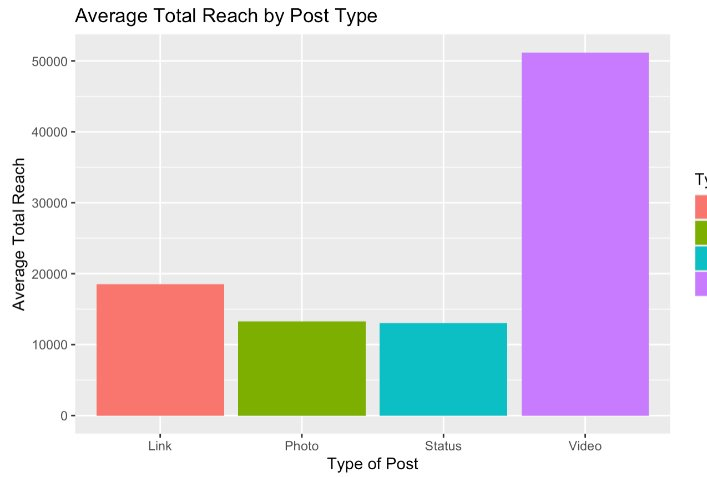 Average Total Reach by Post Type
50000
40000
30000
20000
10000
0
Average Total Reach
Link Photo Status Video
Type of Post